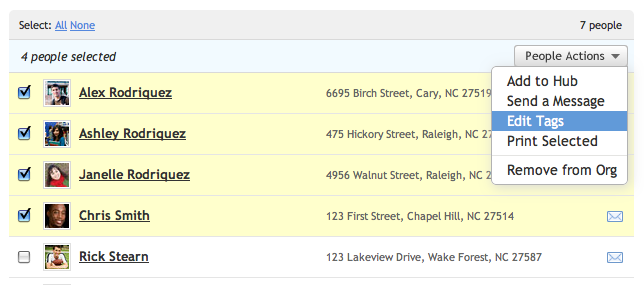 Select: All None 7 people
4 people selected People Actions
Add to Hub
Send a Message
Edit Tags
Print Selected
Remove from Org
Alex Rodriquez 6695 Birch Street, Cary, NC 27519
Ashley Rodriquez 475 Hickory Street, Raleigh, NC
Janelle Rodriquez 4956 Walnut Street, Raleigh,
Chris Smith 123 First Street, Chapel Hill, NC 27514
Rick Stearn 123 Lakeview Drive, Wake Forest, NC 27587